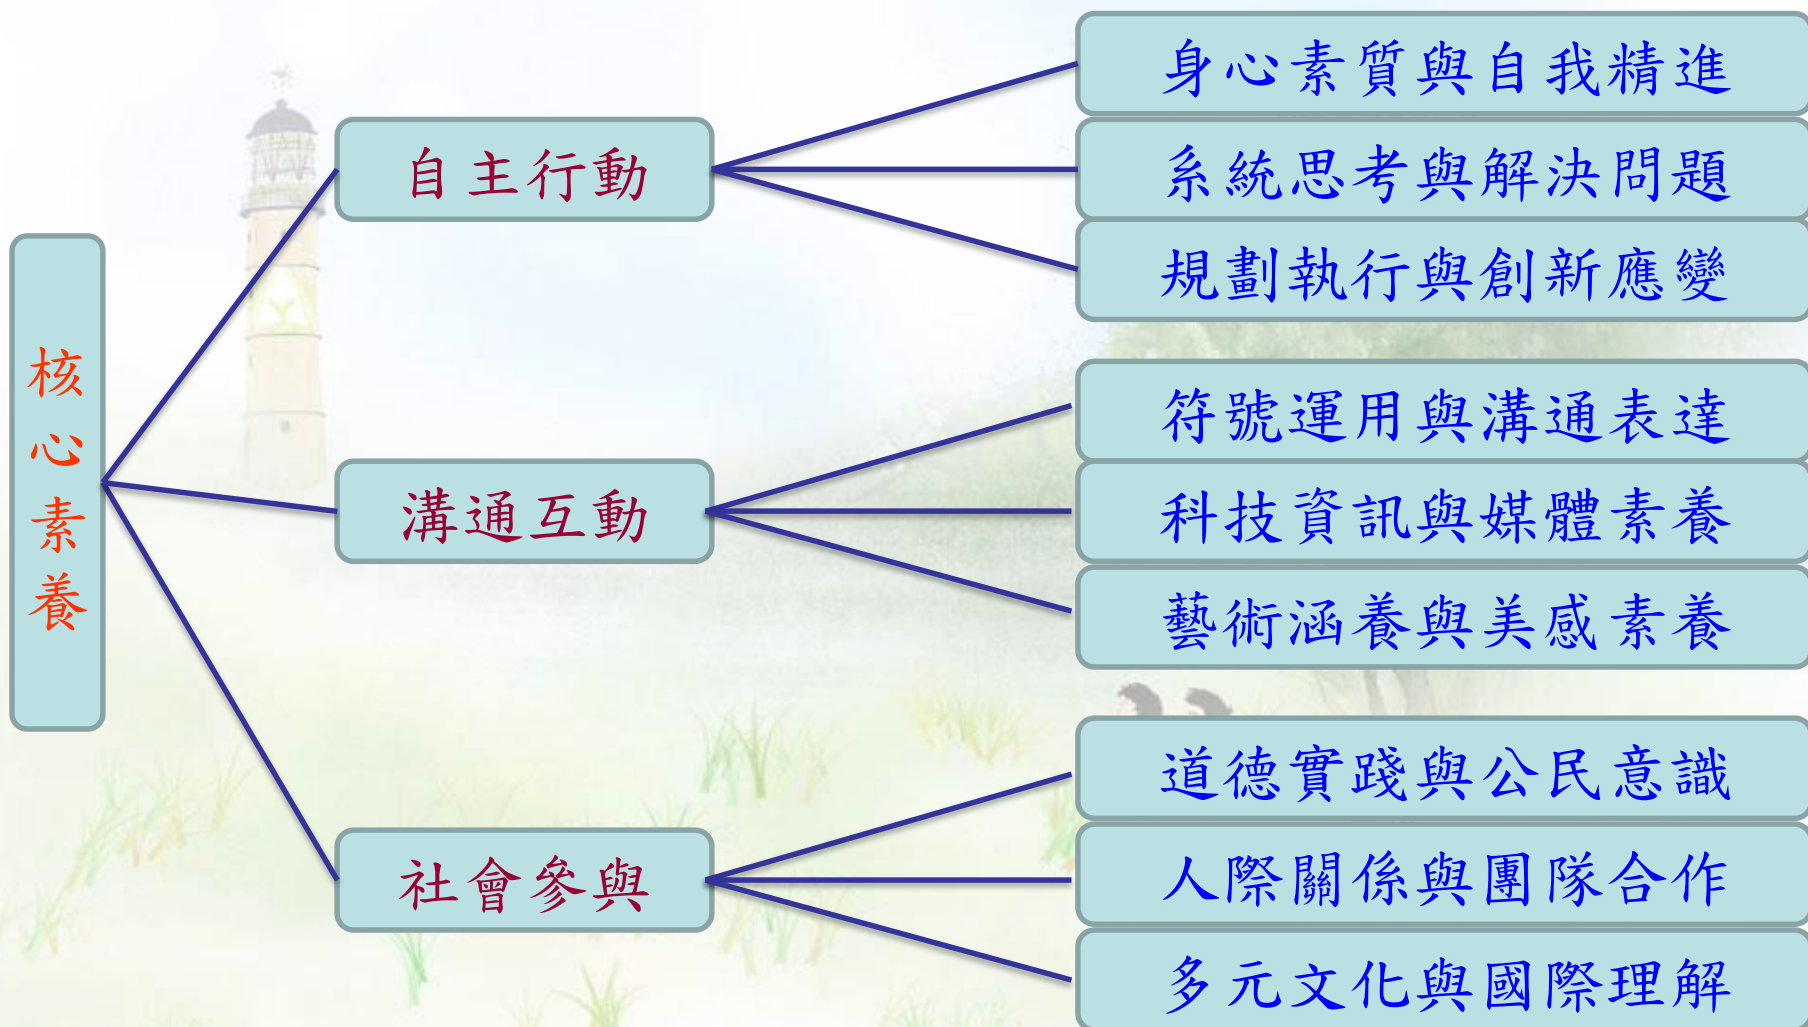 核心素養
自主行動
身心素質與自我精進
系統思考與解決問題
規劃執行與創新應變
溝通互動
符號運用與溝通表達
科技資訊與媒體素養
藝術涵養與美感素養
社會參與
道德實踐與公民意識
人際關係與團隊合作
多元文化與國際理解